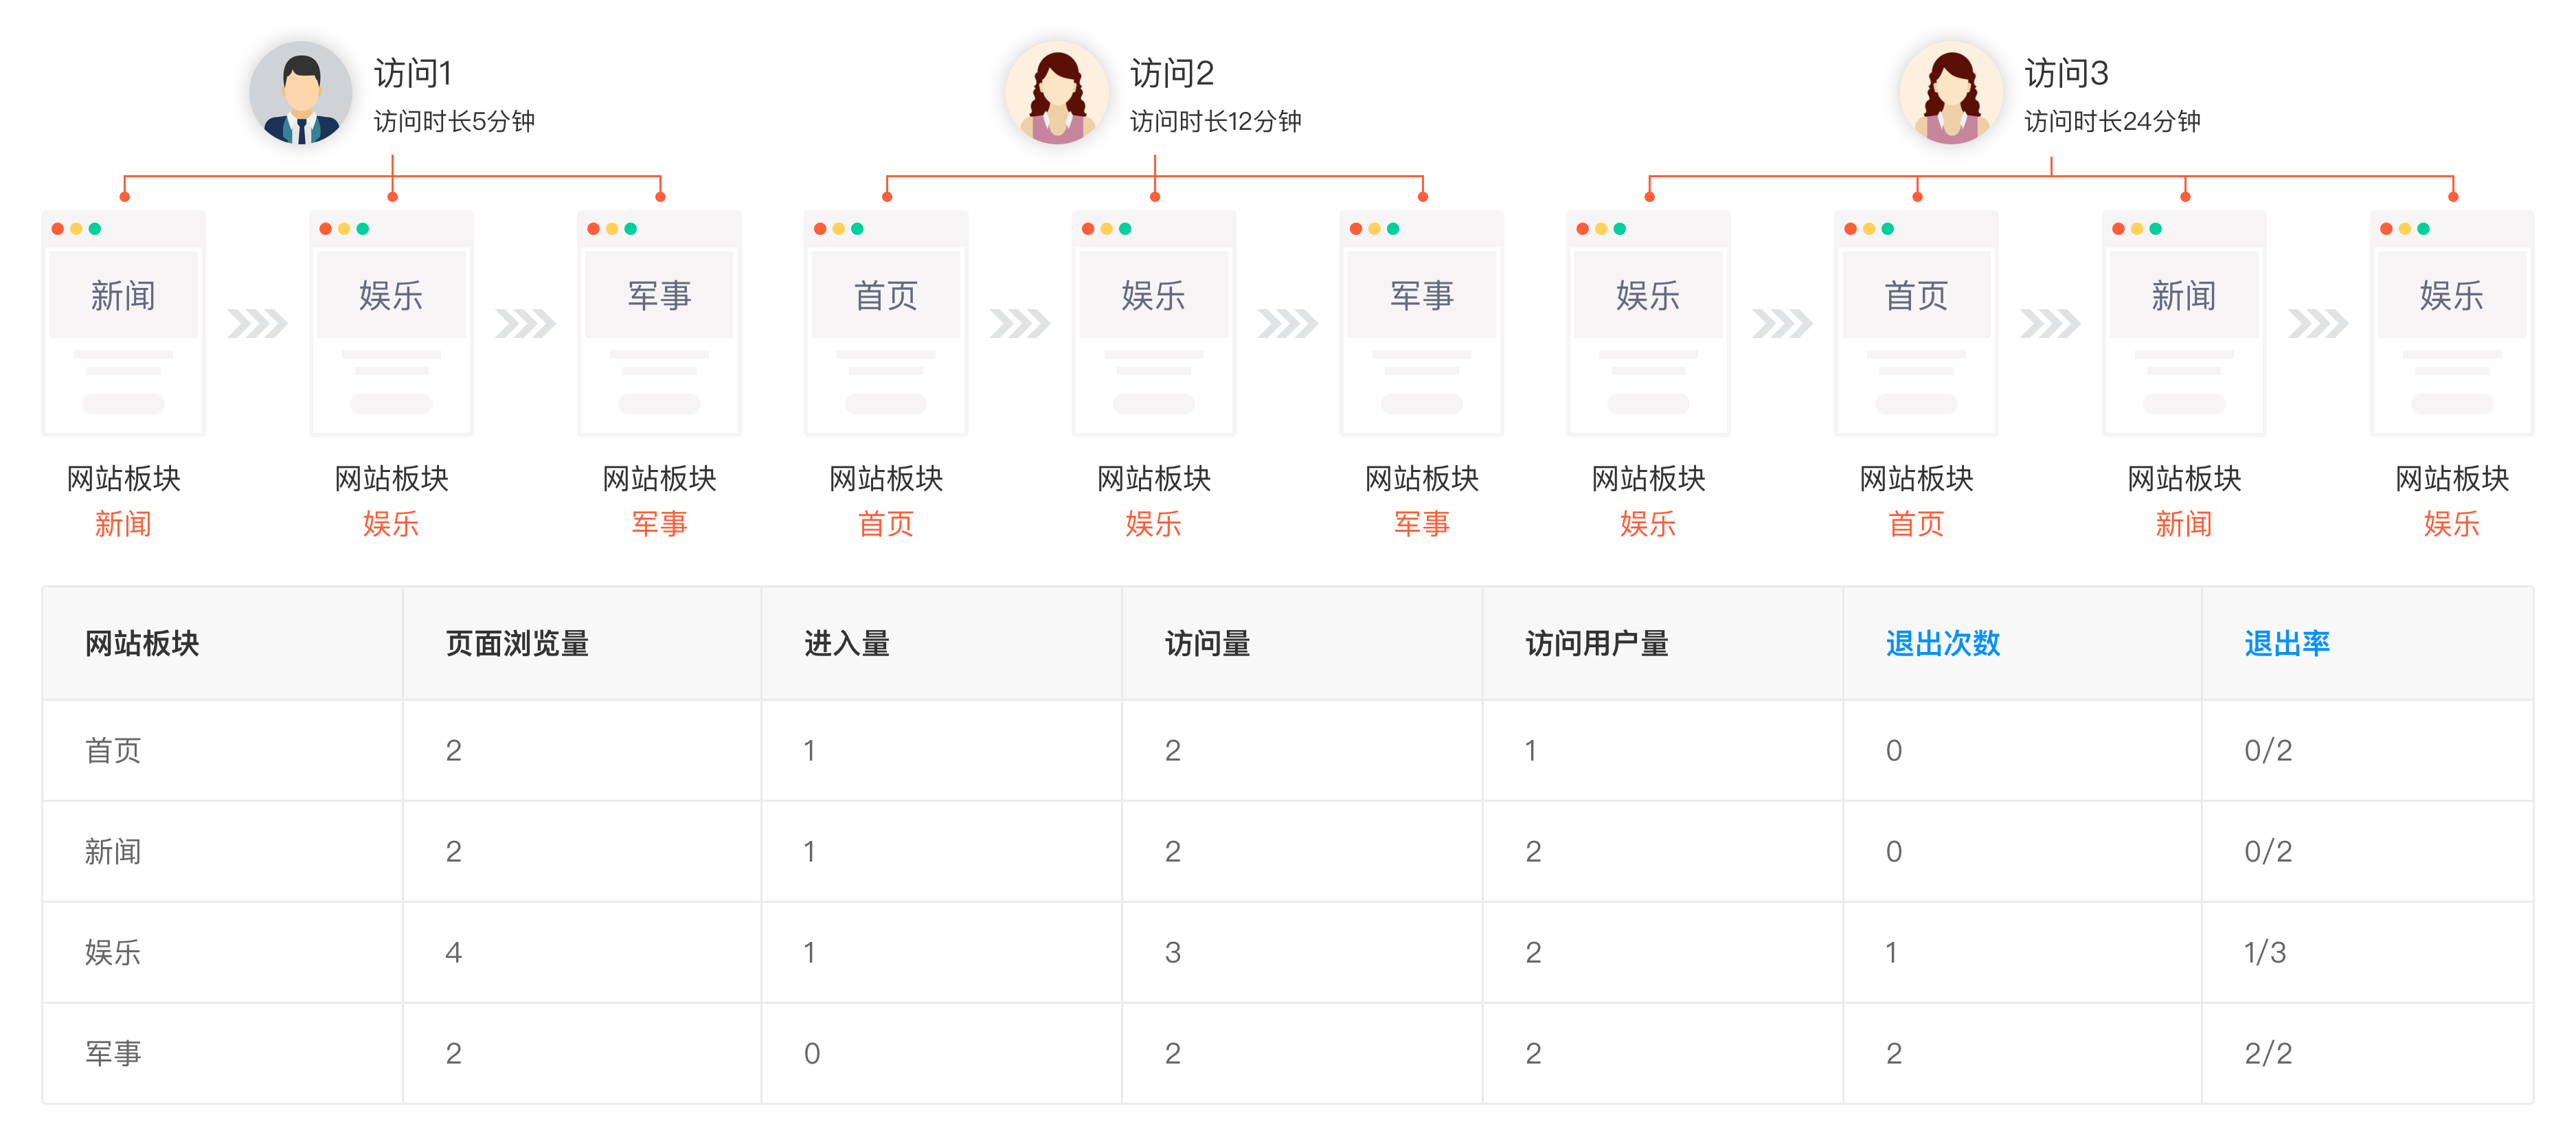 访问1
访问时长5分钟
访问2
访问时长12分钟
访问3
访问时长24分钟
新闻 娱乐 军事 首页 娱乐 军事 娱乐 首页 新闻 娱乐
网站板块 网站板块 网站板块 网站板块 网站板块 网站板块 网站板块 网站板块 网站板块 网站板块
新闻 娱乐 军事 首页 娱乐 军事 娱乐 首页 新闻 娱乐
网站板块 页面浏览量 进入量 访问量 访问用户量 退出次数 退出率
首页 2 1 2 1 0 0/2
新闻 2 1 2 2 0 0/2
娱乐 4 1 3 2 1 1/3
军事 2 0 2 2 2 2/2